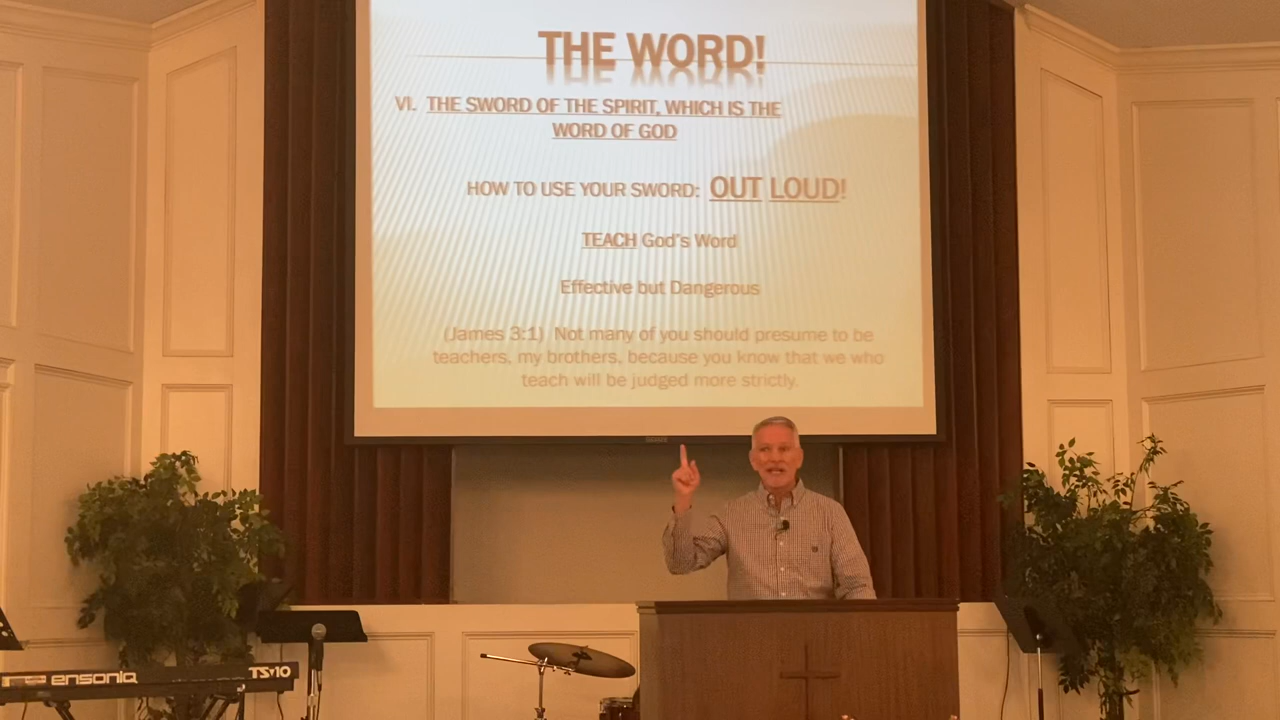 THE WORD!
VI. THE SWORD OF THE SPIRIT, WHICH IS THE
WORD OF GOD
HOW TO USE YOUR SWORD: OUT LOUD!
TEACH God's Word
Effective but Dangerous
(James 3:1) Not many of you should presume to be
teachers, my brothers, because you know that we who
teach will be judged more strictly.
ensoniq TS·10